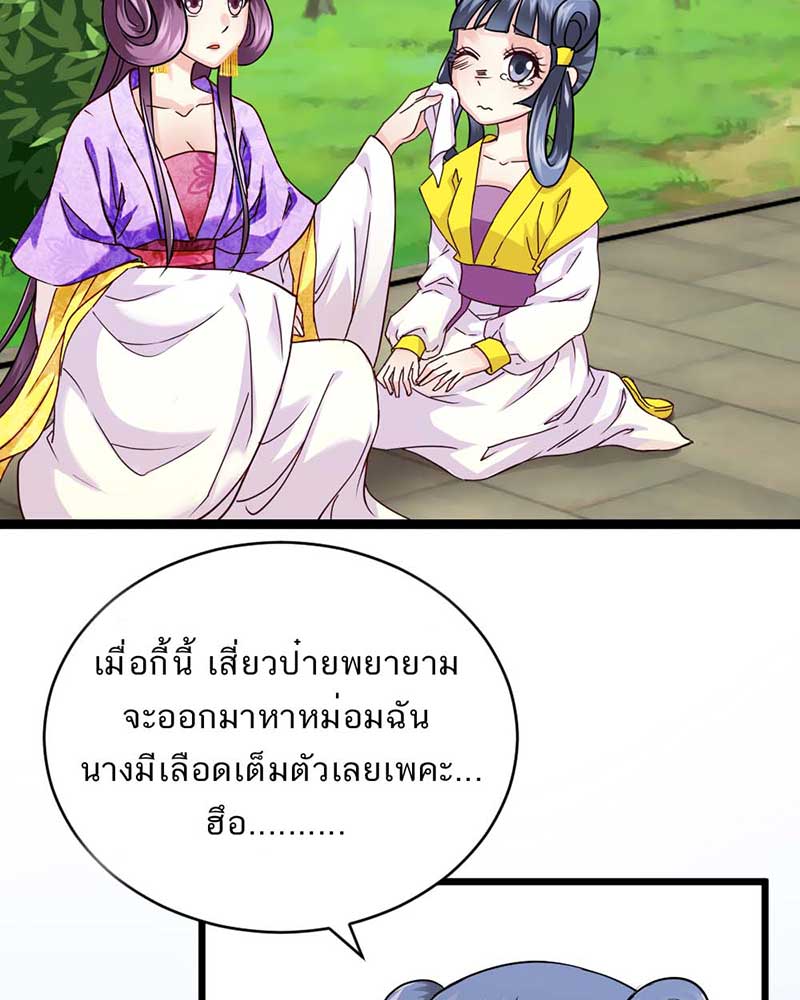 เมื่อกี้นี้ เสี่ยวป๋ายพยายาม
จะออกมาหาหม่อมฉัน
นางมีเลือดเต็มตัวเลยเพคะ...
ฮึอ..........